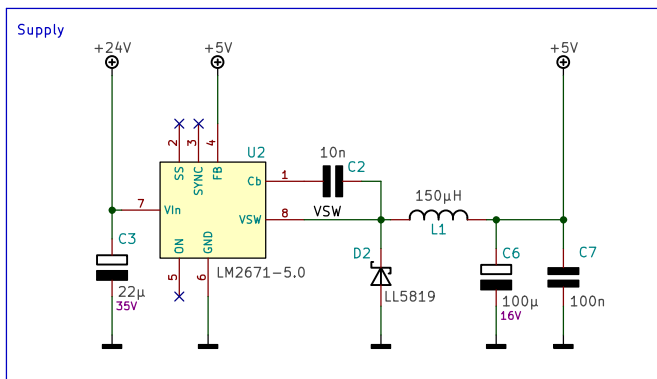 Supply
+24V
+5V
+5V
2
3
4
U2
SS
SYNC
FB
10n
1
C2
Cb
150µH
7
VIn
VSW
8
VSW
L1
C3
ON
GND
D2
C6
C7
5
6
LM2671-5.0
22µ
35V
LL5819
100µ
16V
100n